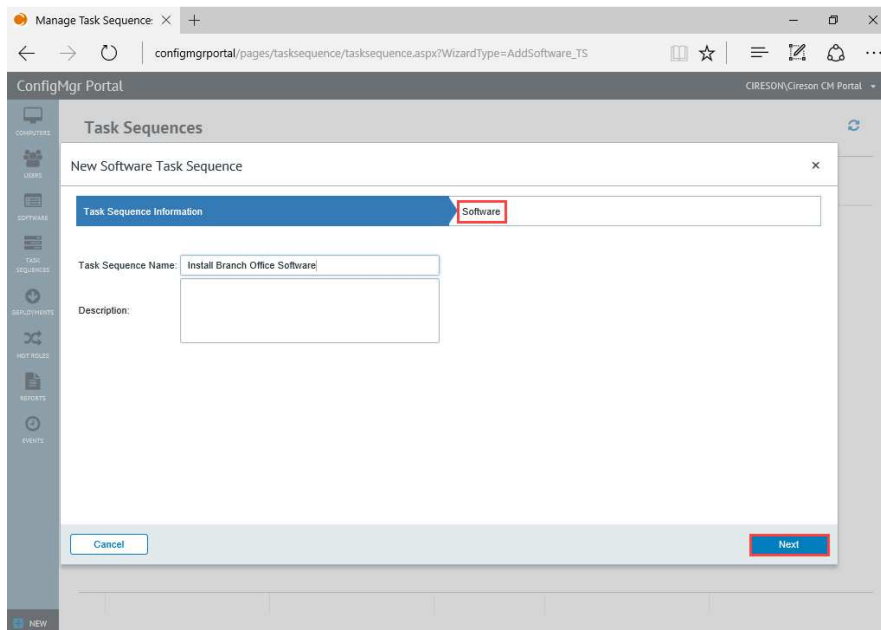 Manage Task Sequence:
configmgrportal/pages/tasksequence/tasksequence.aspx?WizardType=AddSoftware_TS
ConfigMgr Portal
CIRESON\Cireson CM Portal
COMPUTERS
Task Sequences
USERS
New Software Task Sequence
SOFTWARE
Task Sequence Information
Software
TASK
SEQUENCES
Task Sequence Name:
Install Branch Office Software
DEPLOYMENTS
Description:
HOT ROLES
REPORTS
EVENTS
Cancel
Next
NEW